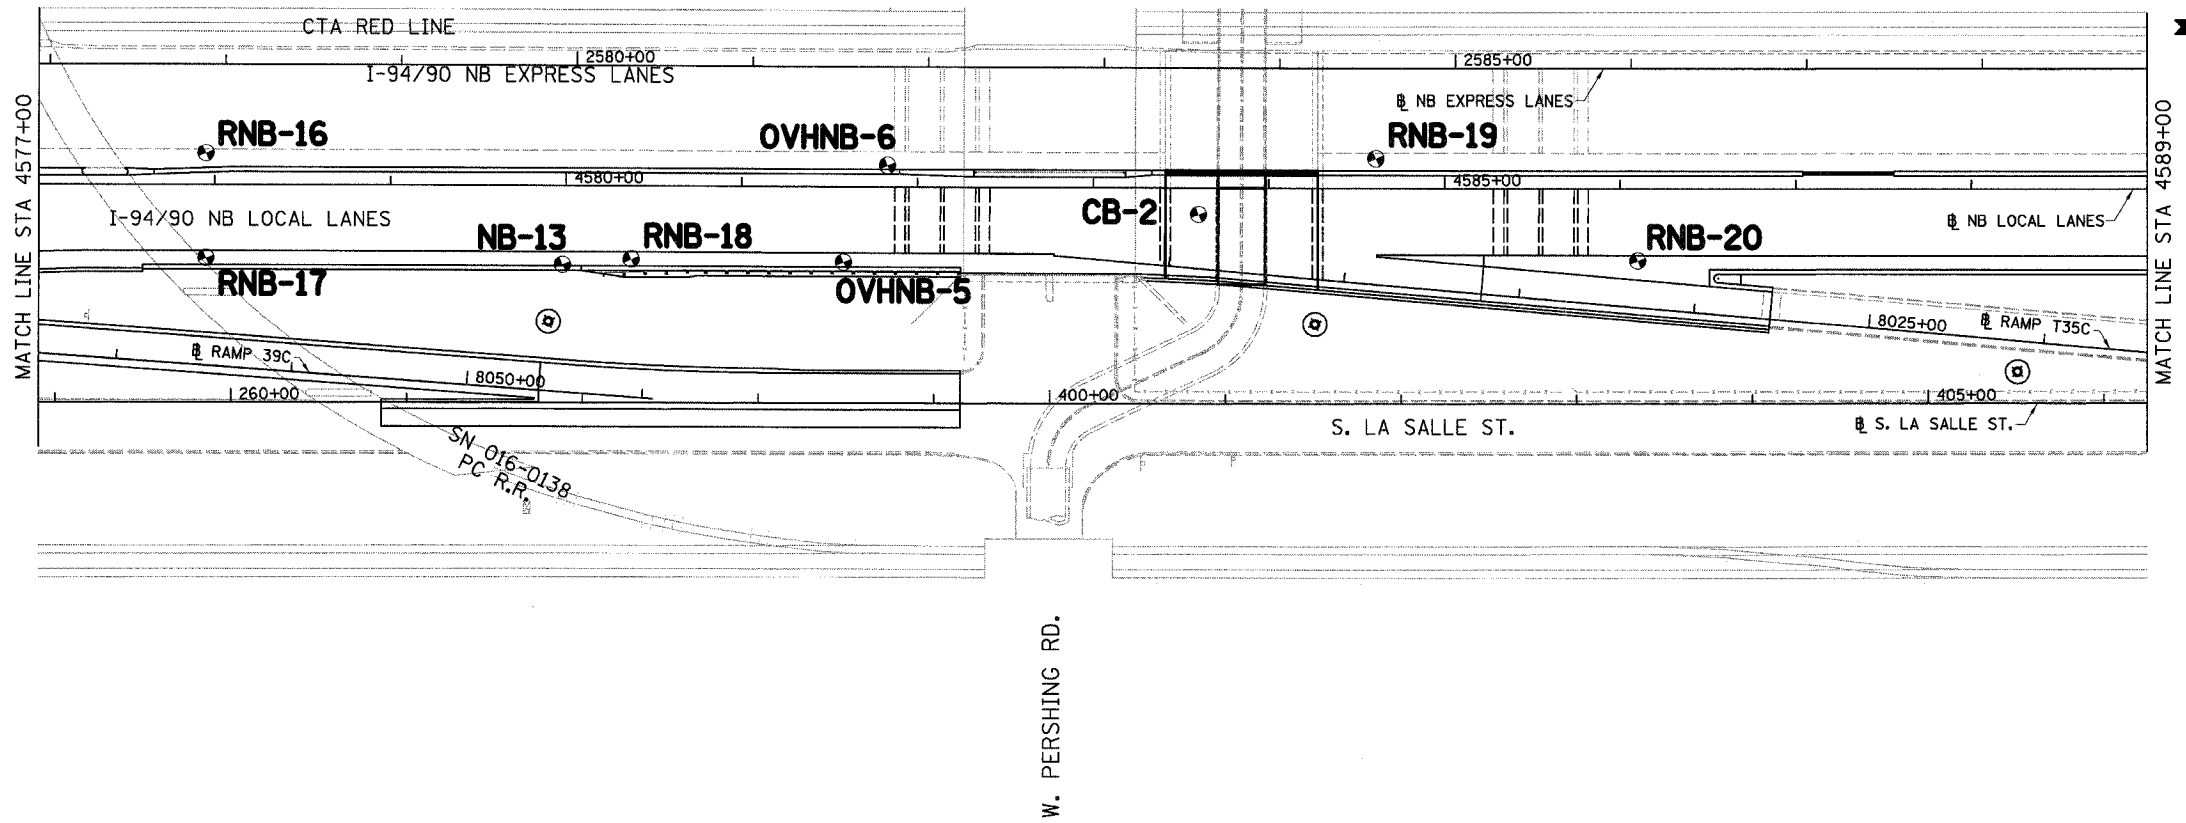 CTA RED LINE
2580+00
2585+00
I-94/90 NB EXPRESS LANES
℄ NB EXPRESS LANES
RNB-16
OVHNB-6
RNB-19
4580+00
4585+00
I-94/90 NB LOCAL LANES
CB-2
℄ NB LOCAL LANES
NB-13
RNB-18
RNB-20
RNB-17
OVHNB-5
MATCH LINE STA 4577+00
MATCH LINE STA 4589+00
8025+00
℄ RAMP T35C
℄ RAMP 39C
8050+00
260+00
400+00
405+00
S. LA SALLE ST.
℄ S. LA SALLE ST.
SN 016-0138
PC R.R.
W. PERSHING RD.